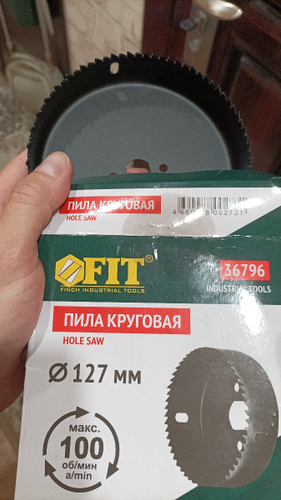 ПИЛА КРУГОВАЯ
HOLE SAW
FIT®
FINCH INDUSTRIAL TOOLS
36796
INDUSTRIAL TOOLS
ПИЛА КРУГОВАЯ
HOLE SAW
Ø 127 мм
макс.
100
об/мин
a/min